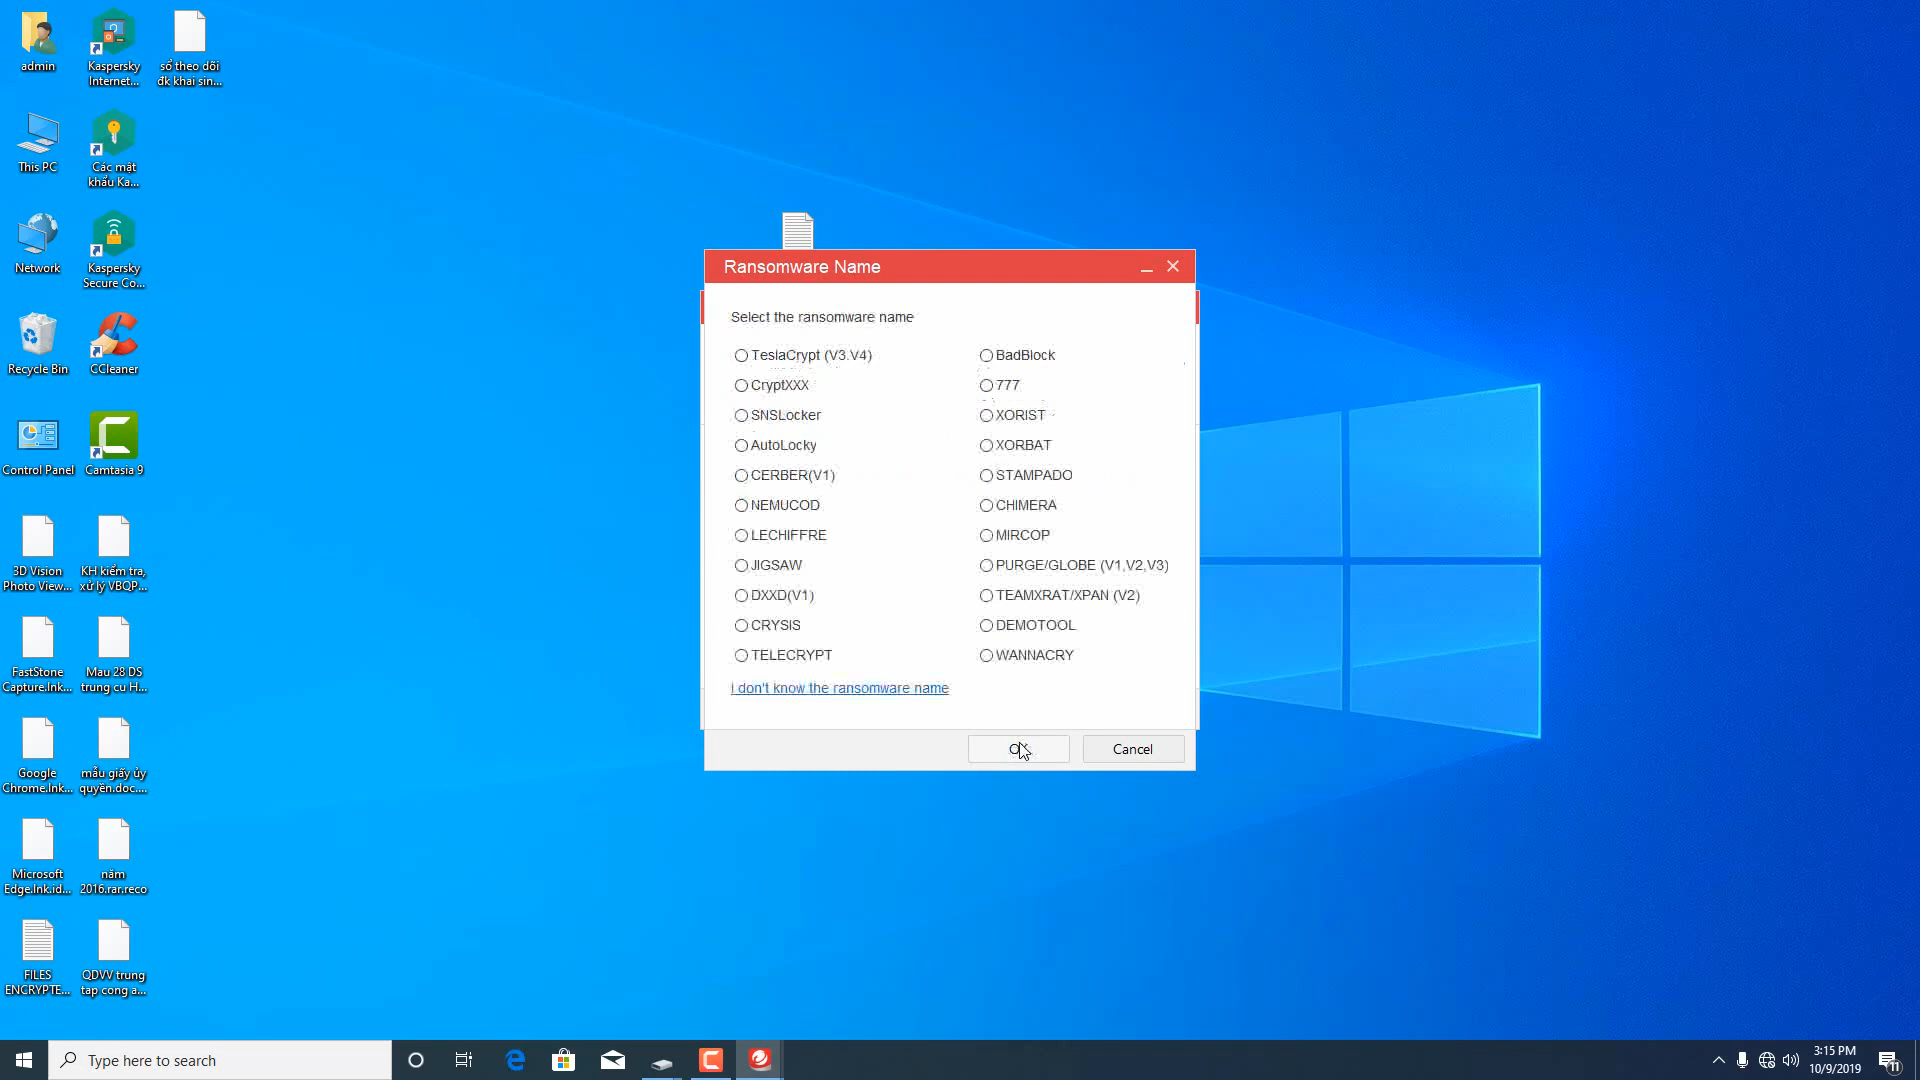 admin
Kaspersky
Internet...
sổ theo dõi
đk khai sin...
This PC
Các mật
khẩu Ka...
Network
Kaspersky
Secure Co...
Recycle Bin
CCleaner
Control Panel
Camtasia 9
3D Vision
Photo View...
KH kiểm tra,
xử lý VBQP...
FastStone
Capture.lnk...
Mau 28 DS
trung cu H...
Google
Chrome.lnk...
mẫu giấy ủy
quyền.doc....
Microsoft
Edge.lnk.id...
năm
2016.rar.reco
FILES
ENCRYPTE...
QDVV trung
tap cong a...
Ransomware Name
Select the ransomware name
TeslaCrypt (V3.V4)
BadBlock
CryptXXX
777
SNSLocker
XORIST
AutoLocky
XORBAT
CERBER(V1)
STAMPADO
NEMUCOD
CHIMERA
LECHIFFRE
MIRCOP
JIGSAW
PURGE/GLOBE (V1,V2,V3)
DXXD(V1)
TEAMXRAT/XPAN (V2)
CRYSIS
DEMOTOOL
TELECRYPT
WANNACRY
I don't know the ransomware name
OK
Cancel
Type here to search
3:15 PM
10/9/2019
11